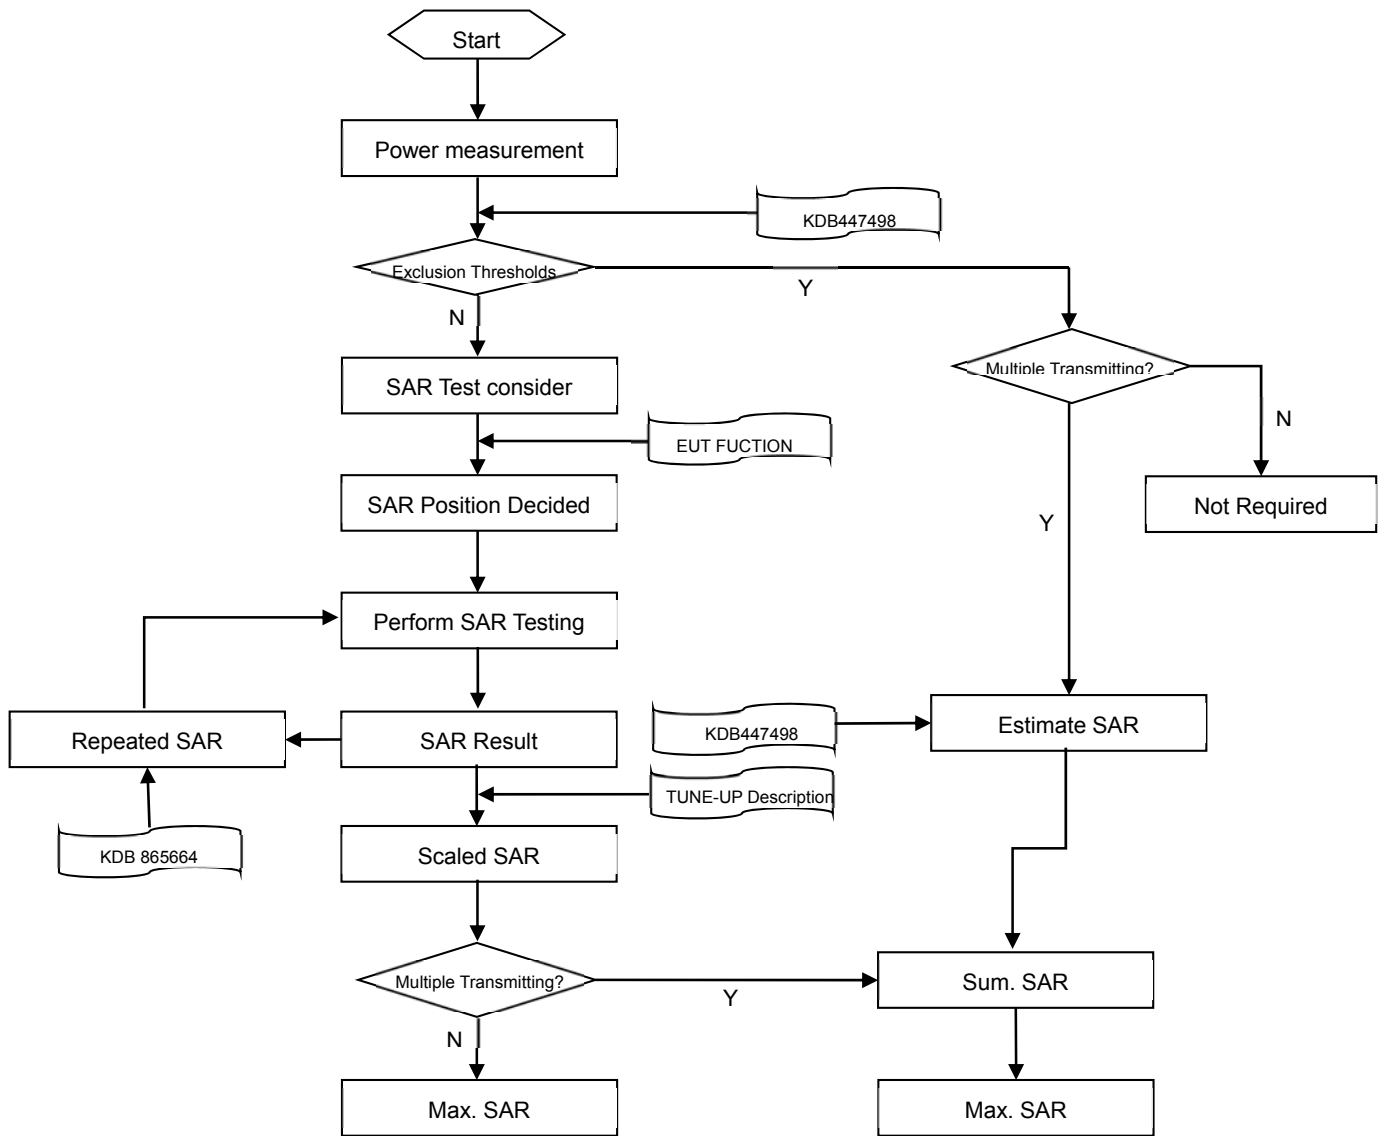 Start
Power measurement
KDB447498
Exclusion Thresholds
Y
N
Multiple Transmitting?
SAR Test consider
N
EUT FUCTION
SAR Position Decided
Not Required
Y
Perform SAR Testing
Repeated SAR
SAR Result
KDB447498
Estimate SAR
TUNE-UP Description
KDB 865664
Scaled SAR
Multiple Transmitting?
Y
Sum. SAR
N
Max. SAR
Max. SAR